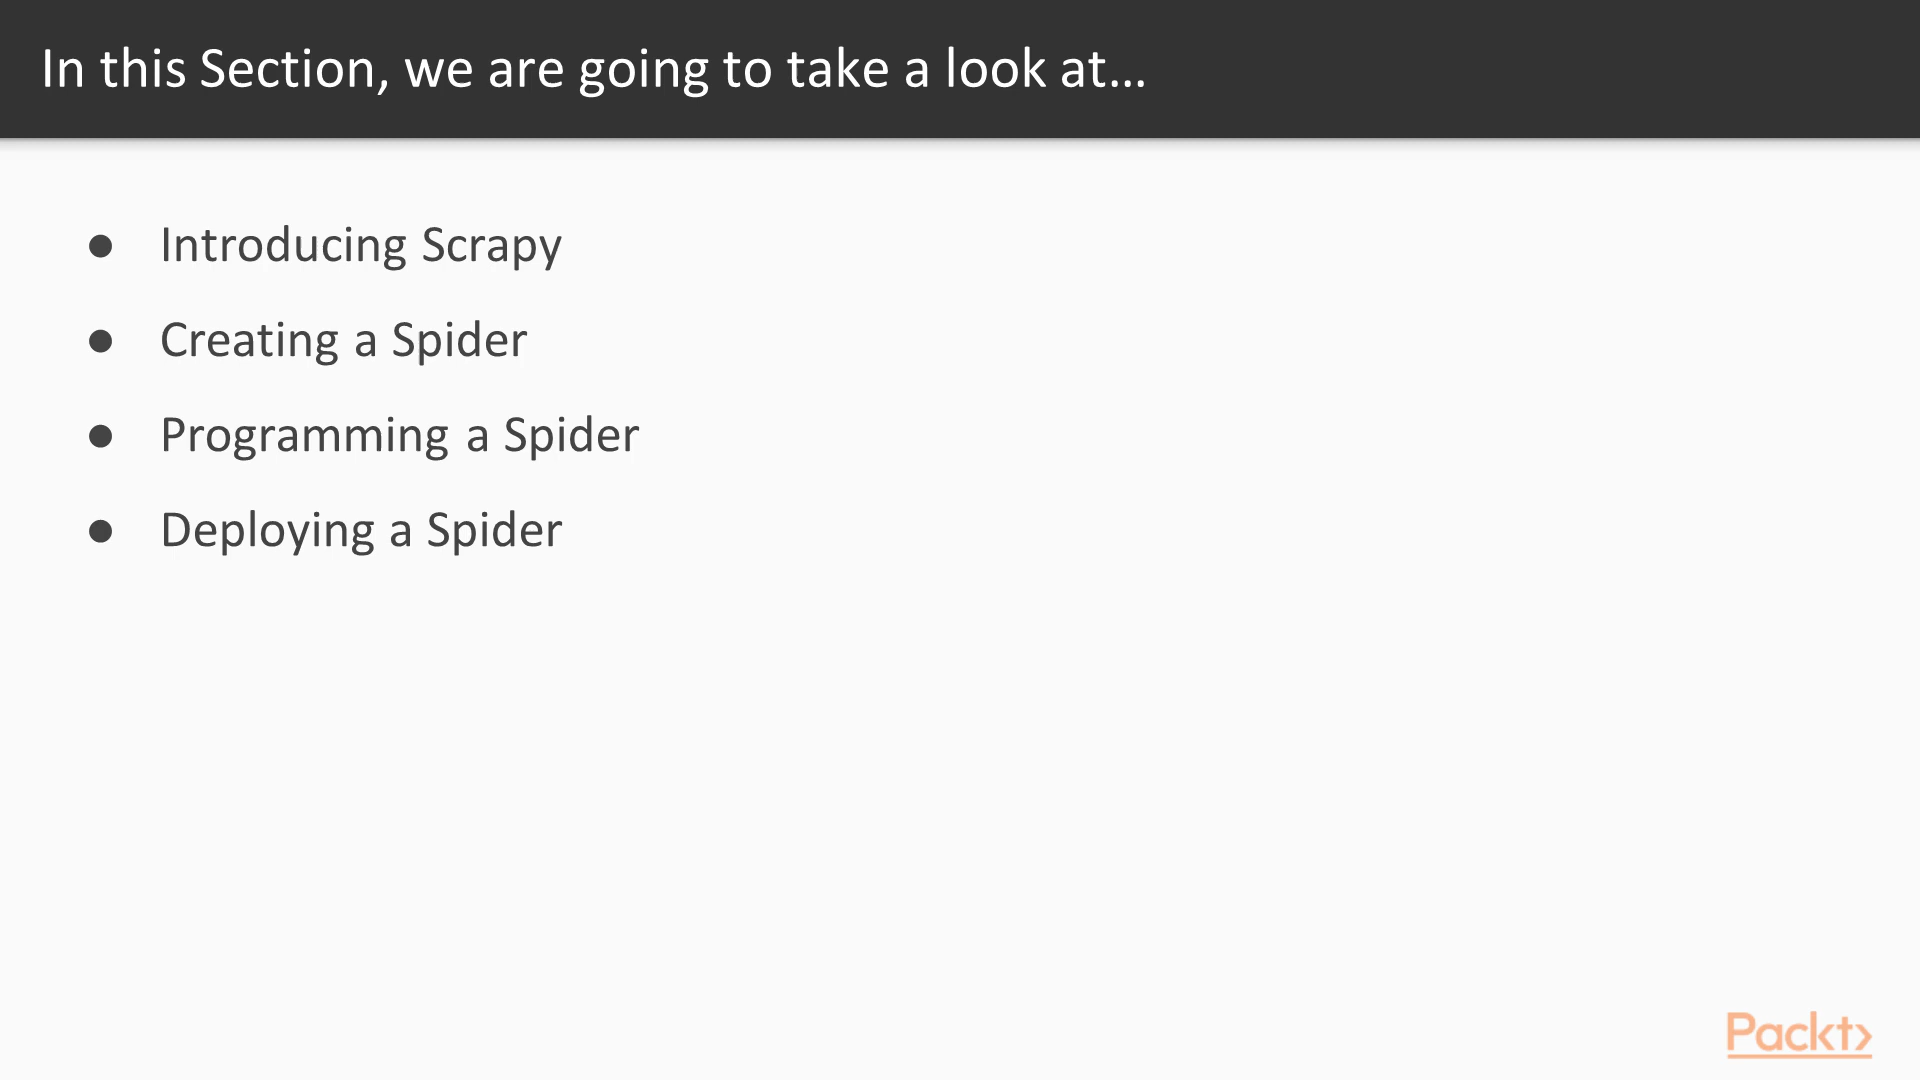 In this Section, we are going to take a look at...
● Introducing Scrapy
● Creating a Spider
● Programming a Spider
● Deploying a Spider
Packt>